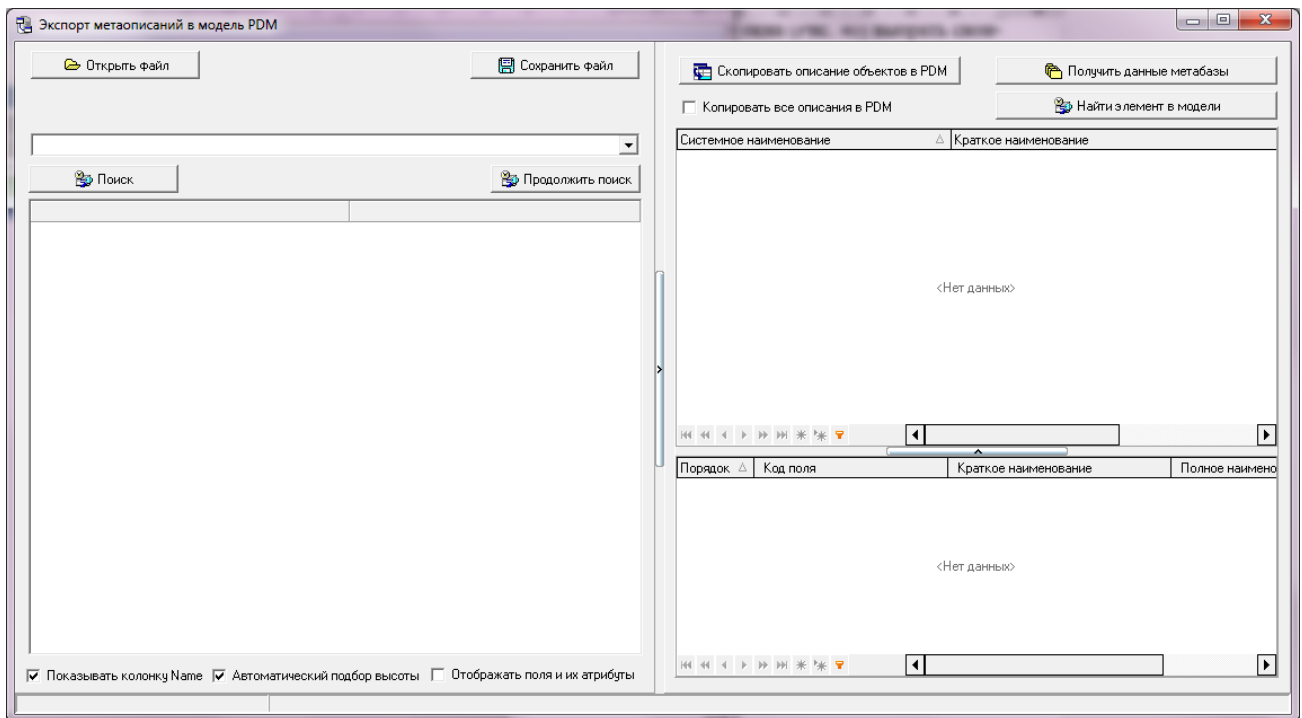 Экспорт метаописаний в модель PDM
Открыть файл
Сохранить файл
Поиск
Продолжить поиск
Показывать колонку Name
Автоматический подбор высоты
Отображать поля и их атрибуты
Скопировать описание объектов в PDM
Получить данные метабазы
Копировать все описания в PDM
Найти элемент в модели
Системное наименование
Краткое наименование
<Нет данных>
Порядок
Код поля
Краткое наименование
Полное наимено
<Нет данных>